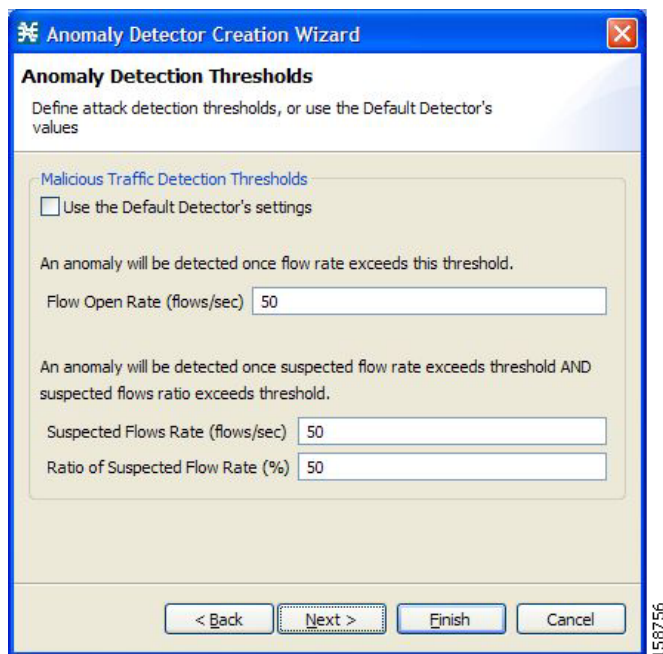 Anomaly Detector Creation Wizard
Anomaly Detection Thresholds
Define attack detection thresholds, or use the Default Detector's
values
Malicious Traffic Detection Thresholds
Use the Default Detector's settings
An anomaly will be detected once flow rate exceeds this threshold.
Flow Open Rate (flows/sec) 50
An anomaly will be detected once suspected flow rate exceeds threshold AND
suspected flows ratio exceeds threshold.
Suspected Flows Rate (flows/sec) 50
Ratio of Suspected Flow Rate (%) 50
< Back Next > Finish Cancel
158756